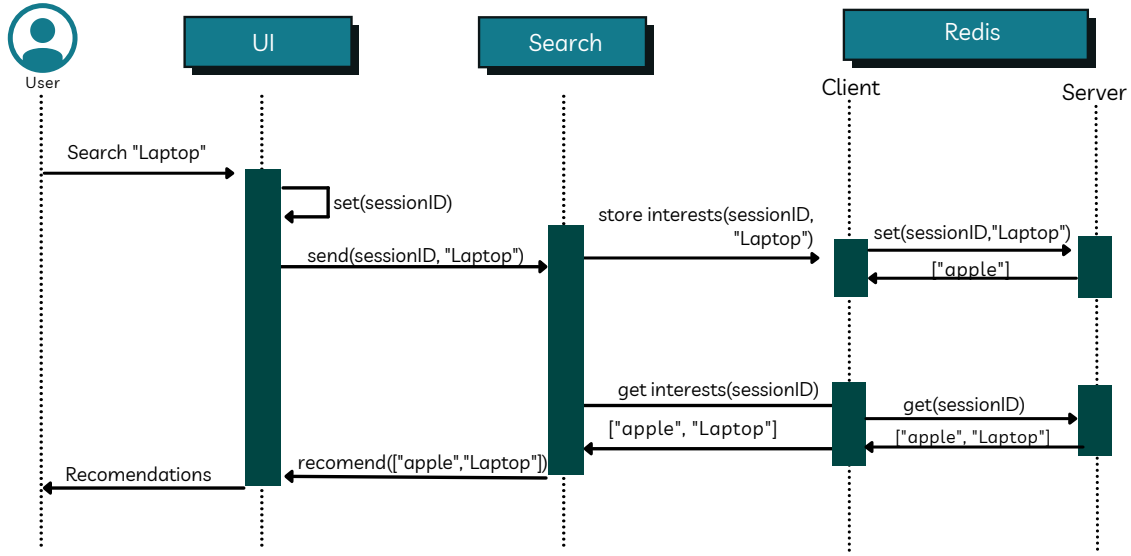 UI
Search
Redis
User
Client
Server
Search "Laptop"
set(sessionID)
send(sessionID, "Laptop")
store interests(sessionID,
"Laptop")
set(sessionID,"Laptop")
["apple"]
get interests(sessionID)
get(sessionID)
["apple", "Laptop"]
["apple", "Laptop"]
recomend(["apple","Laptop"])
Recomendations